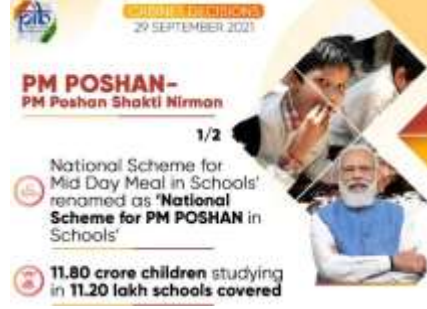 pib
CABINET DECISIONS
29 SEPTEMBER 2021
PM POSHAN-
PM Poshan Shakti Nirman
1/2
National Scheme for
Mid Day Meal in Schools'
renamed as 'National
Scheme for PM POSHAN in
Schools'
11.80 crore children studying
in 11.20 lakh schools covered